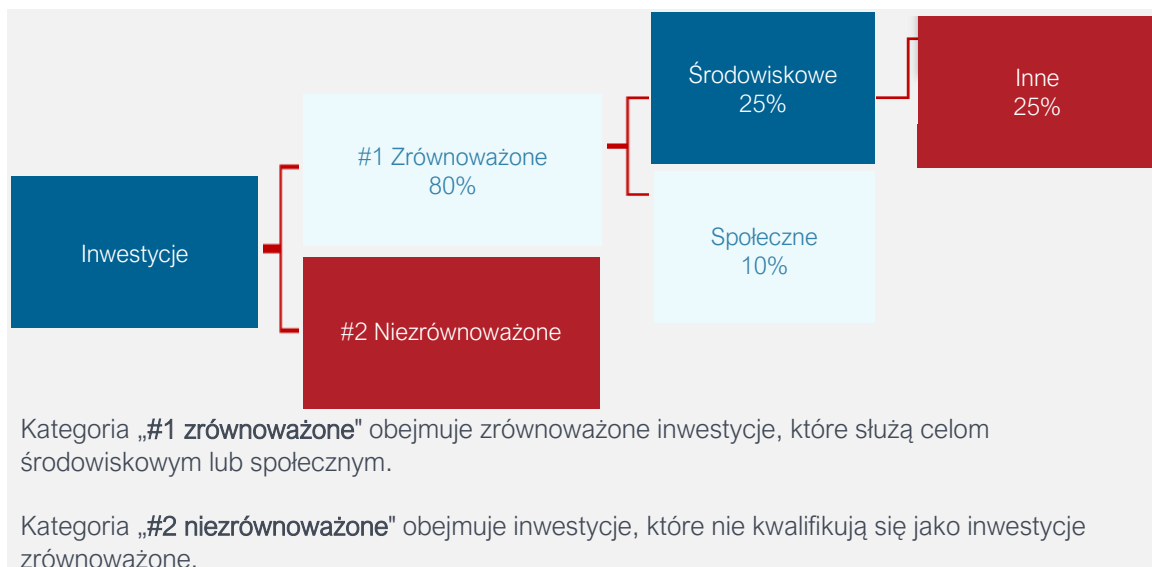 Środowiskowe
25%
Inne
25%
#1 Zrównoważone
80%
Społeczne
10%
Inwestycje
#2 Niezrównoważone
Kategoria „#1 zrównoważone" obejmuje zrównoważone inwestycje, które służą celom
środowiskowym lub społecznym.
Kategoria „#2 niezrównoważone" obejmuje inwestycje, które nie kwalifikują się jako inwestycje
zrównoważone.